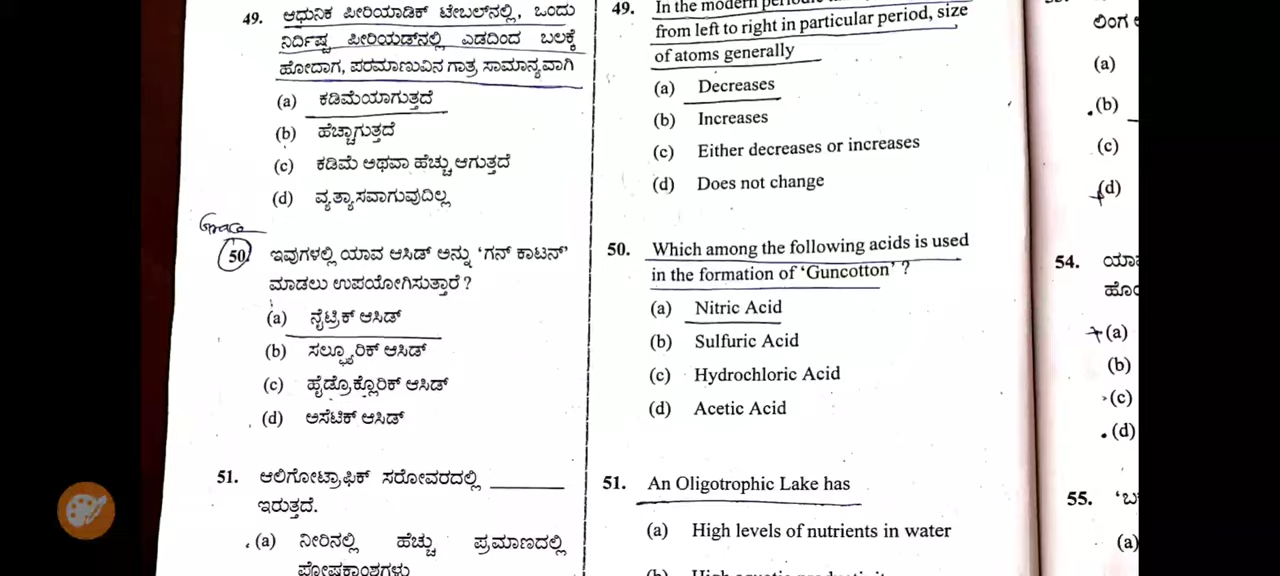 49. ಆಧುನಿಕ ಪೀರಿಯಾಡಿಕ್ ಟೇಬಲ್‌ನಲ್ಲಿ, ಒಂದು
ನಿರ್ದಿಷ್ಟ ಪೀರಿಯಡ್‌ನಲ್ಲಿ ಎಡದಿಂದ ಬಲಕ್ಕೆ
ಹೋದಾಗ, ಪರಮಾಣುವಿನ ಗಾತ್ರ ಸಾಮಾನ್ಯವಾಗಿ
(a) ಕಡಿಮೆಯಾಗುತ್ತದೆ
(b) ಹೆಚ್ಚಾಗುತ್ತದೆ
(c) ಕಡಿಮೆ ಅಥವಾ ಹೆಚ್ಚು ಆಗುತ್ತದೆ
(d) ವ್ಯತ್ಯಾಸವಾಗುವುದಿಲ್ಲ
Grace
50. ಇವುಗಳಲ್ಲಿ ಯಾವ ಆಸಿಡ್ ಅನ್ನು ‘ಗನ್ ಕಾಟನ್’
ಮಾಡಲು ಉಪಯೋಗಿಸುತ್ತಾರೆ ?
(a) ನೈಟ್ರಿಕ್ ಆಸಿಡ್
(b) ಸಲ್ಫ್ಯೂರಿಕ್ ಆಸಿಡ್
(c) ಹೈಡ್ರೊಕ್ಲೊರಿಕ್ ಆಸಿಡ್
(d) ಅಸೆಟಿಕ್ ಆಸಿಡ್
51. ಆಲಿಗೋಟ್ರಾಫಿಕ್ ಸರೋವರದಲ್ಲಿ ________
ಇರುತ್ತದೆ.
(a) ನೀರಿನಲ್ಲಿ ಹೆಚ್ಚು ಪ್ರಮಾಣದಲ್ಲಿ
ಪೋಷಕಾಂಶಗಳು
49. In the modern
from left to right in particular period, size
of atoms generally
(a) Decreases
(b) Increases
(c) Either decreases or increases
(d) Does not change
50. Which among the following acids is used
in the formation of ‘Guncotton’ ?
(a) Nitric Acid
(b) Sulfuric Acid
(c) Hydrochloric Acid
(d) Acetic Acid
51. An Oligotrophic Lake has
(a) High levels of nutrients in water
ಲಿಂಗ
(a)
(b)
(c)
(d)
54.
(a)
(b)
(c)
(d)
55.
(a)